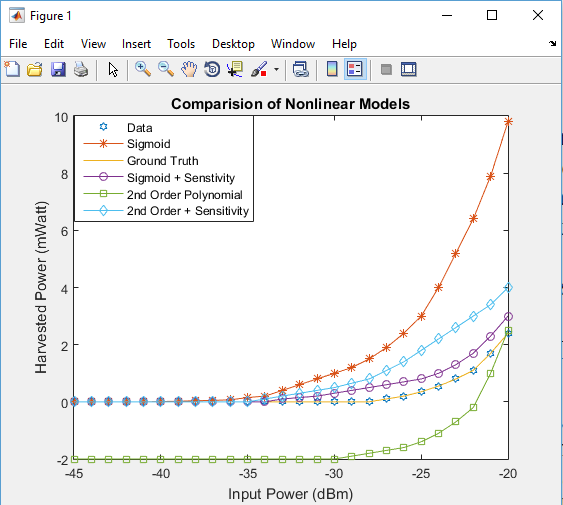 Figure 1
File Edit View Insert Tools Desktop Window Help
Comparision of Nonlinear Models
Data
Sigmoid
Ground Truth
Sigmoid + Senstivity
2nd Order Polynomial
2nd Order + Sensitivity
Harvested Power (mWatt)
10
8
6
4
2
0
-2
-45 -40 -35 -30 -25 -20
Input Power (dBm)